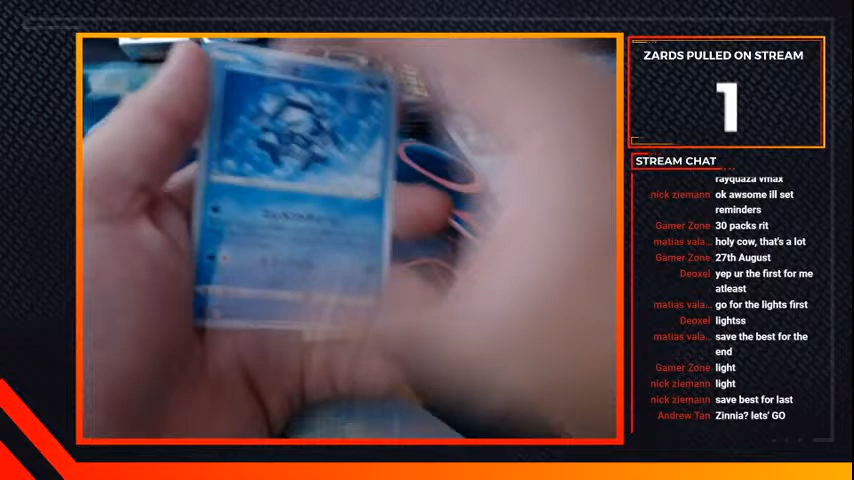 ZARDS PULLED ON STREAM
1
STREAM CHAT
rayquaza vmax
nick ziemann ok awsome ill set
reminders
Gamer Zone 30 packs rit
matias vala... holy cow, that's a lot
Gamer Zone 27th August
Deoxel yep ur the first for me
atleast
matias vala... go for the lights first
Deoxel lightss
matias vala... save the best for the
end
Gamer Zone light
nick ziemann light
nick ziemann save best for last
Andrew Tan Zinnia? lets' GO